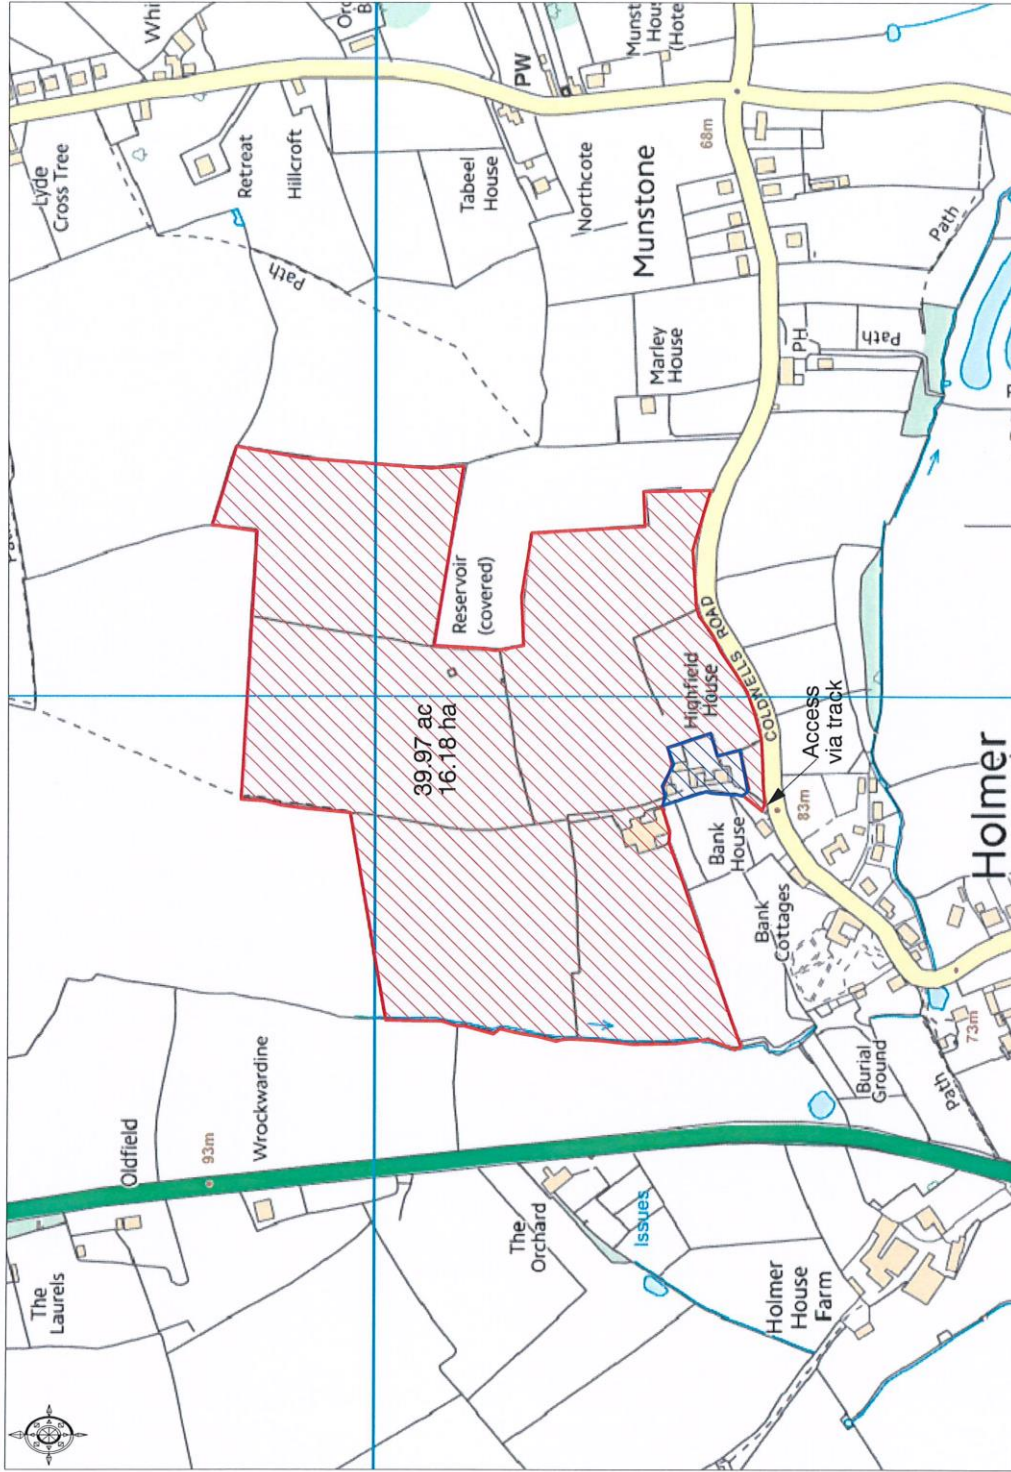 The
Laurels
Lyde
Cross Tree
Oldfield
Whi
93m
Retreat
Wrockwardine
Hillcroft
Path
39.97 ac
16.18 ha
Reservoir
(covered)
Tabeel
House
PW
The
Orchard
Northcote
Issues
Munstone
Marley
House
Highfield
House
68m
Munst
Hou
(Hote
Bank
House
COLDWELLS ROAD
Bank
Cottages
Access
via track
83m
PH
Holmer
House
Farm
Burial
Ground
Path
Path
Path
73m
Holmer